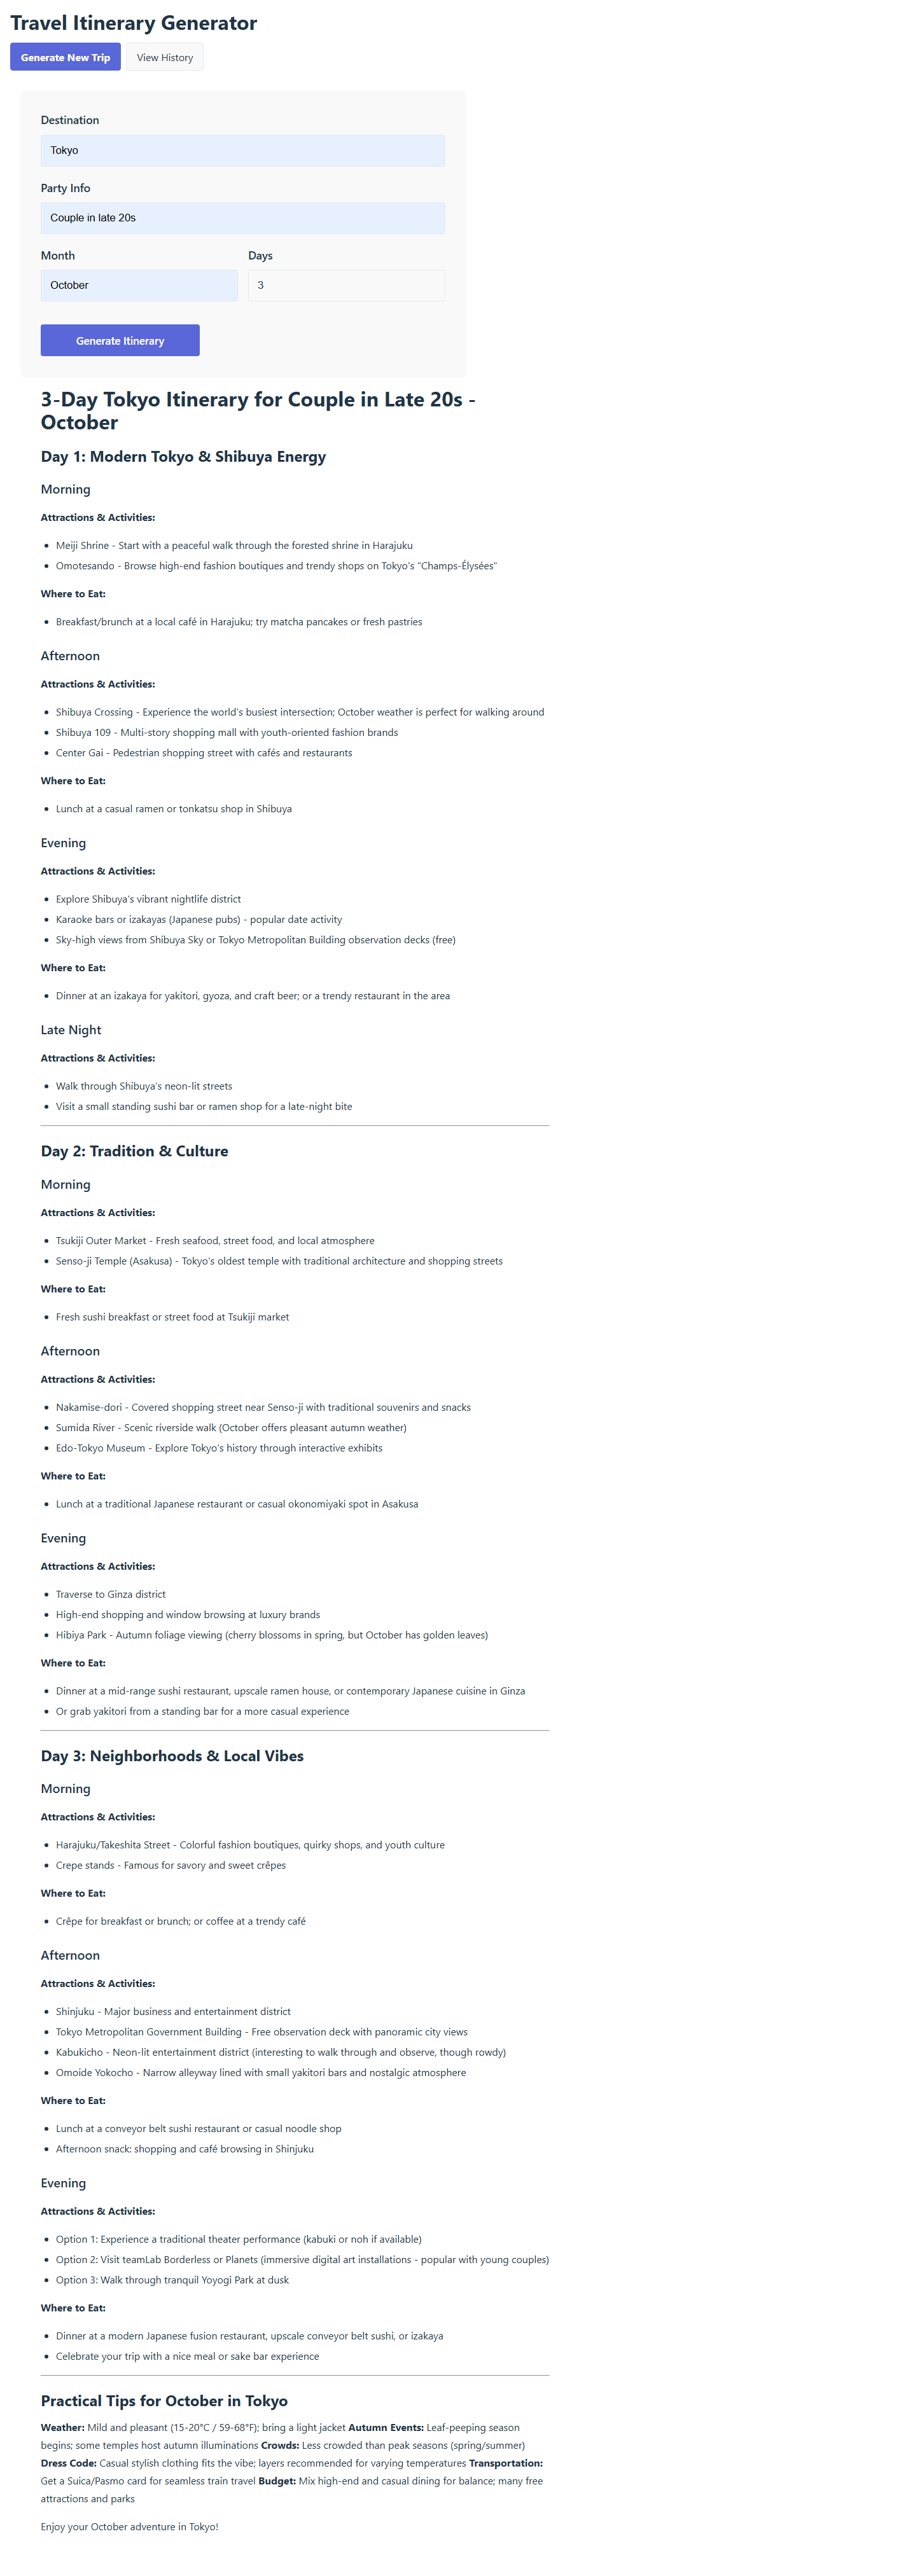 Travel Itinerary Generator
Generate New Trip View History
Destination
Tokyo
Party Info
Couple in late 20s
Month Days
October 3
Generate Itinerary
3-Day Tokyo Itinerary for Couple in Late 20s -
October
Day 1: Modern Tokyo & Shibuya Energy
Morning
Attractions & Activities:
• Meiji Shrine - Start with a peaceful walk through the forested shrine in Harajuku
• Omotesando - Browse high-end fashion boutiques and trendy shops on Tokyo's "Champs-Élysées"
Where to Eat:
• Breakfast/brunch at a local café in Harajuku; try matcha pancakes or fresh pastries
Afternoon
Attractions & Activities:
• Shibuya Crossing - Experience the world's busiest intersection; October weather is perfect for walking around
• Shibuya 109 - Multi-story shopping mall with youth-oriented fashion brands
• Center Gai - Pedestrian shopping street with cafés and restaurants
Where to Eat:
• Lunch at a casual ramen or tonkatsu shop in Shibuya
Evening
Attractions & Activities:
• Explore Shibuya's vibrant nightlife district
• Karaoke bars or izakayas (Japanese pubs) - popular date activity
• Sky-high views from Shibuya Sky or Tokyo Metropolitan Building observation decks (free)
Where to Eat:
• Dinner at an izakaya for yakitori, gyoza, and craft beer; or a trendy restaurant in the area
Late Night
Attractions & Activities:
• Walk through Shibuya's neon-lit streets
• Visit a small standing sushi bar or ramen shop for a late-night bite
Day 2: Tradition & Culture
Morning
Attractions & Activities:
• Tsukiji Outer Market - Fresh seafood, street food, and local atmosphere
• Senso-ji Temple (Asakusa) - Tokyo's oldest temple with traditional architecture and shopping streets
Where to Eat:
• Fresh sushi breakfast or street food at Tsukiji market
Afternoon
Attractions & Activities:
• Nakamise-dori - Covered shopping street near Senso-ji with traditional souvenirs and snacks
• Sumida River - Scenic riverside walk (October offers pleasant autumn weather)
• Edo-Tokyo Museum - Explore Tokyo's history through interactive exhibits
Where to Eat:
• Lunch at a traditional Japanese restaurant or casual okonomiyaki spot in Asakusa
Evening
Attractions & Activities:
• Traverse to Ginza district
• High-end shopping and window browsing at luxury brands
• Hibiya Park - Autumn foliage viewing (cherry blossoms in spring, but October has golden leaves)
Where to Eat:
• Dinner at a mid-range sushi restaurant, upscale ramen house, or contemporary Japanese cuisine in Ginza
• Or grab yakitori from a standing bar for a more casual experience
Day 3: Neighborhoods & Local Vibes
Morning
Attractions & Activities:
• Harajuku/Takeshita Street - Colorful fashion boutiques, quirky shops, and youth culture
• Crepe stands - Famous for savory and sweet crêpes
Where to Eat:
• Crêpe for breakfast or brunch; or coffee at a trendy café
Afternoon
Attractions & Activities:
• Shinjuku - Major business and entertainment district
• Tokyo Metropolitan Government Building - Free observation deck with panoramic city views
• Kabukicho - Neon-lit entertainment district (interesting to walk through and observe, though rowdy)
• Omoide Yokocho - Narrow alleyway lined with small yakitori bars and nostalgic atmosphere
Where to Eat:
• Lunch at a conveyor belt sushi restaurant or casual noodle shop
• Afternoon snack: shopping and café browsing in Shinjuku
Evening
Attractions & Activities:
• Option 1: Experience a traditional theater performance (kabuki or noh if available)
• Option 2: Visit teamLab Borderless or Planets (immersive digital art installations - popular with young couples)
• Option 3: Walk through tranquil Yoyogi Park at dusk
Where to Eat:
• Dinner at a modern Japanese fusion restaurant, upscale conveyor belt sushi, or izakaya
• Celebrate your trip with a nice meal or sake bar experience
Practical Tips for October in Tokyo
Weather: Mild and pleasant (15-20°C / 59-68°F); bring a light jacket Autumn Events: Leaf-peeping season
begins; some temples host autumn illuminations Crowds: Less crowded than peak seasons (spring/summer)
Dress Code: Casual stylish clothing fits the vibe; layers recommended for varying temperatures Transportation:
Get a Suica/Pasmo card for seamless train travel Budget: Mix high-end and casual dining for balance; many free
attractions and parks
Enjoy your October adventure in Tokyo!